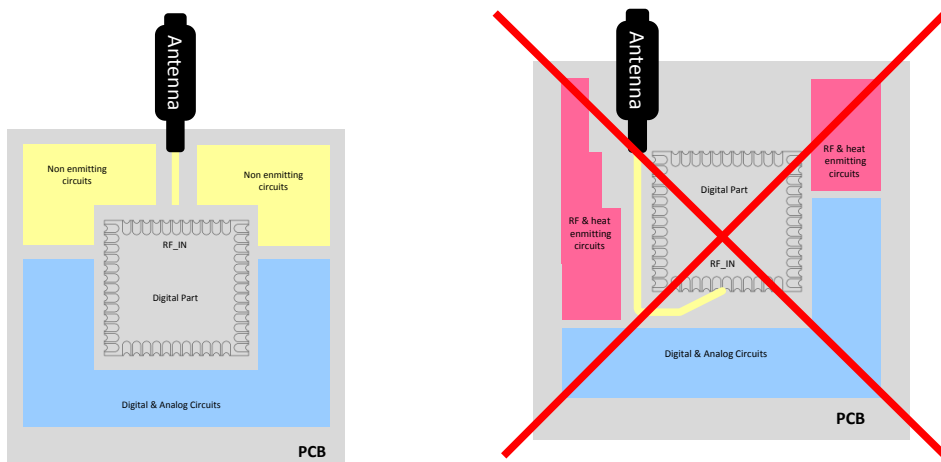 Antenna
Non enmitting
circuits
Non enmitting
circuits
RF_IN
Digital Part
Digital & Analog Circuits
PCB
Antenna
RF & heat
enmitting
circuits
Digital Part
RF & heat
enmitting
circuits
RF_IN
Digital & Analog Circuits
PCB